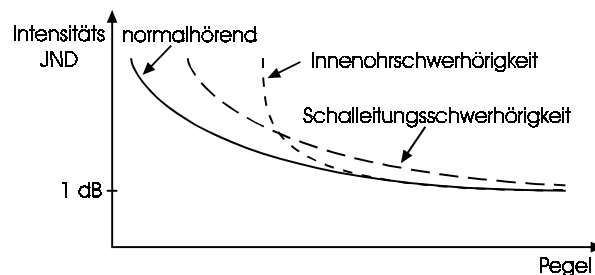 Intensitäts
JND
normalhörend
Innenohrschwerhörigkeit
Schalleitungsschwerhörigkeit
1 dB
Pegel